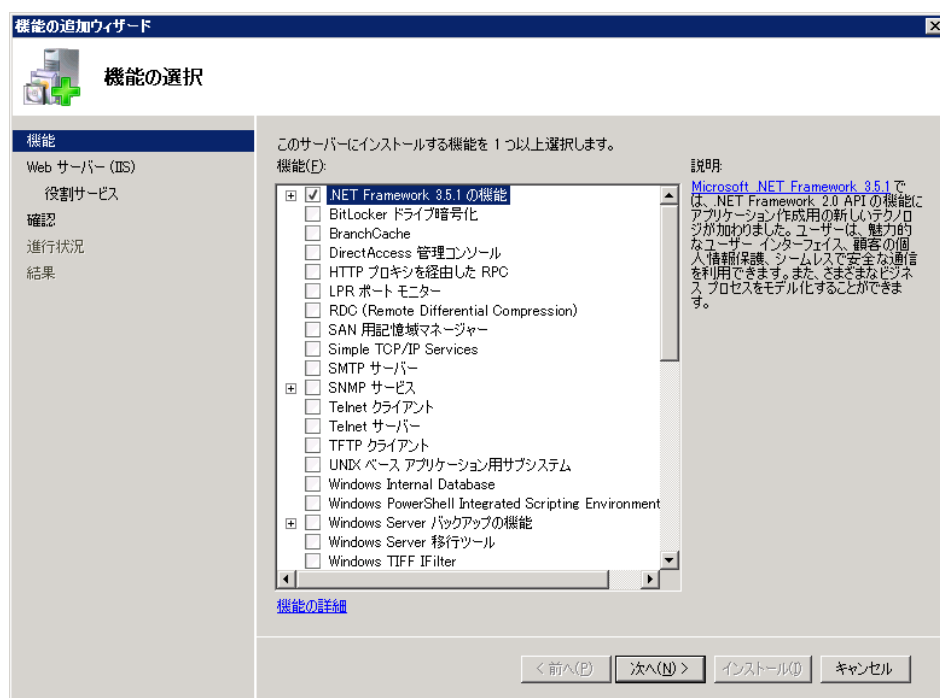 機能の追加ウィザード
機能の選択
機能
Web サーバー (IIS)
役割サービス
確認
進行状況
結果
このサーバーにインストールする機能を 1 つ以上選択します。
機能(F):
.NET Framework 3.5.1 の機能
BitLocker ドライブ暗号化
BranchCache
DirectAccess 管理コンソール
HTTP プロキシを経由した RPC
LPR ポート モニター
RDC (Remote Differential Compression)
SAN 用記憶域マネージャー
Simple TCP/IP Services
SMTP サーバー
SNMP サービス
Telnet クライアント
Telnet サーバー
TFTP クライアント
UNIX ベース アプリケーション用サブシステム
Windows Internal Database
Windows PowerShell Integrated Scripting Environment
Windows Server バックアップの機能
Windows Server 移行ツール
Windows TIFF IFilter
機能の詳細
説明:
Microsoft .NET Framework 3.5.1 で
は、.NET Framework 2.0 API の機能に
アプリケーション作成用の新しいテクノロ
ジが加わりました。ユーザーは、魅力的
なユーザー インターフェイス、顧客の個
人情報保護、シームレスで安全な通信
を利用できます。また、さまざまなビジネ
ス プロセスをモデル化することができま
す。
< 前へ(P)
次へ(N) >
インストール(I)
キャンセル